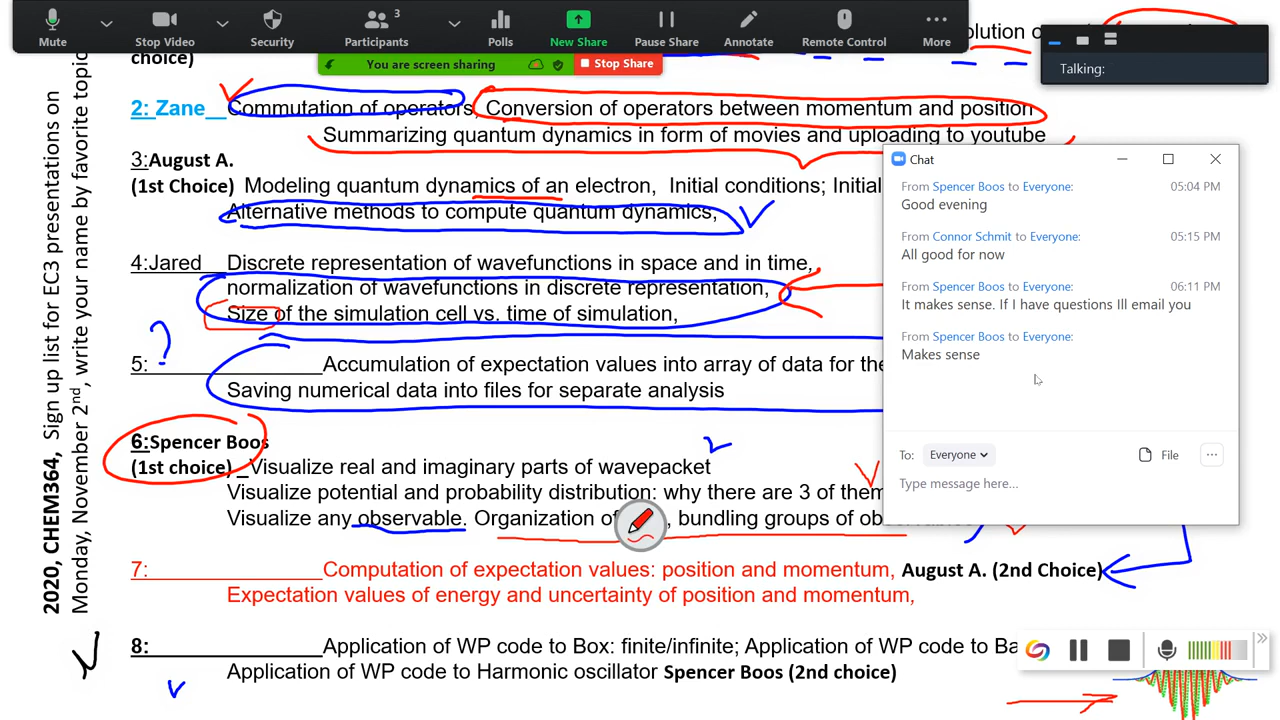 Mute
Stop Video
Security
Participants
3
Polls
New Share
Pause Share
Annotate
Remote Control
More
You are screen sharing
Stop Share
Talking:
2020, CHEM364, Sign up list for EC3 presentations on
Monday, November 2nd, write your name by favorite topic
choice)
2: Zane__Commutation of operators, Conversion of operators between momentum and position
Summarizing quantum dynamics in form of movies and uploading to youtube
3:August A.
(1st Choice) Modeling quantum dynamics of an electron, Initial conditions; Initial
Alternative methods to compute quantum dynamics,
4:Jared__ Discrete representation of wavefunctions in space and in time,
normalization of wavefunctions in discrete representation,
Size of the simulation cell vs. time of simulation,
?
5:______________Accumulation of expectation values into array of data for the
Saving numerical data into files for separate analysis
6:Spencer Boos
(1st choice)_Visualize real and imaginary parts of wavepacket
Visualize potential and probability distribution: why there are 3 of them
Visualize any observable. Organization of , bundling groups of
7:______________Computation of expectation values: position and momentum, August A. (2nd Choice)
Expectation values of energy and uncertainty of position and momentum,
8:______________Application of WP code to Box: finite/infinite; Application of WP code to Ba
Application of WP code to Harmonic oscillator Spencer Boos (2nd choice)
Chat
From Spencer Boos to Everyone: 05:04 PM
Good evening
From Connor Schmit to Everyone: 05:15 PM
All good for now
From Spencer Boos to Everyone: 06:11 PM
It makes sense. If I have questions Ill email you
From Spencer Boos to Everyone:
Makes sense
To: Everyone
File
Type message here...